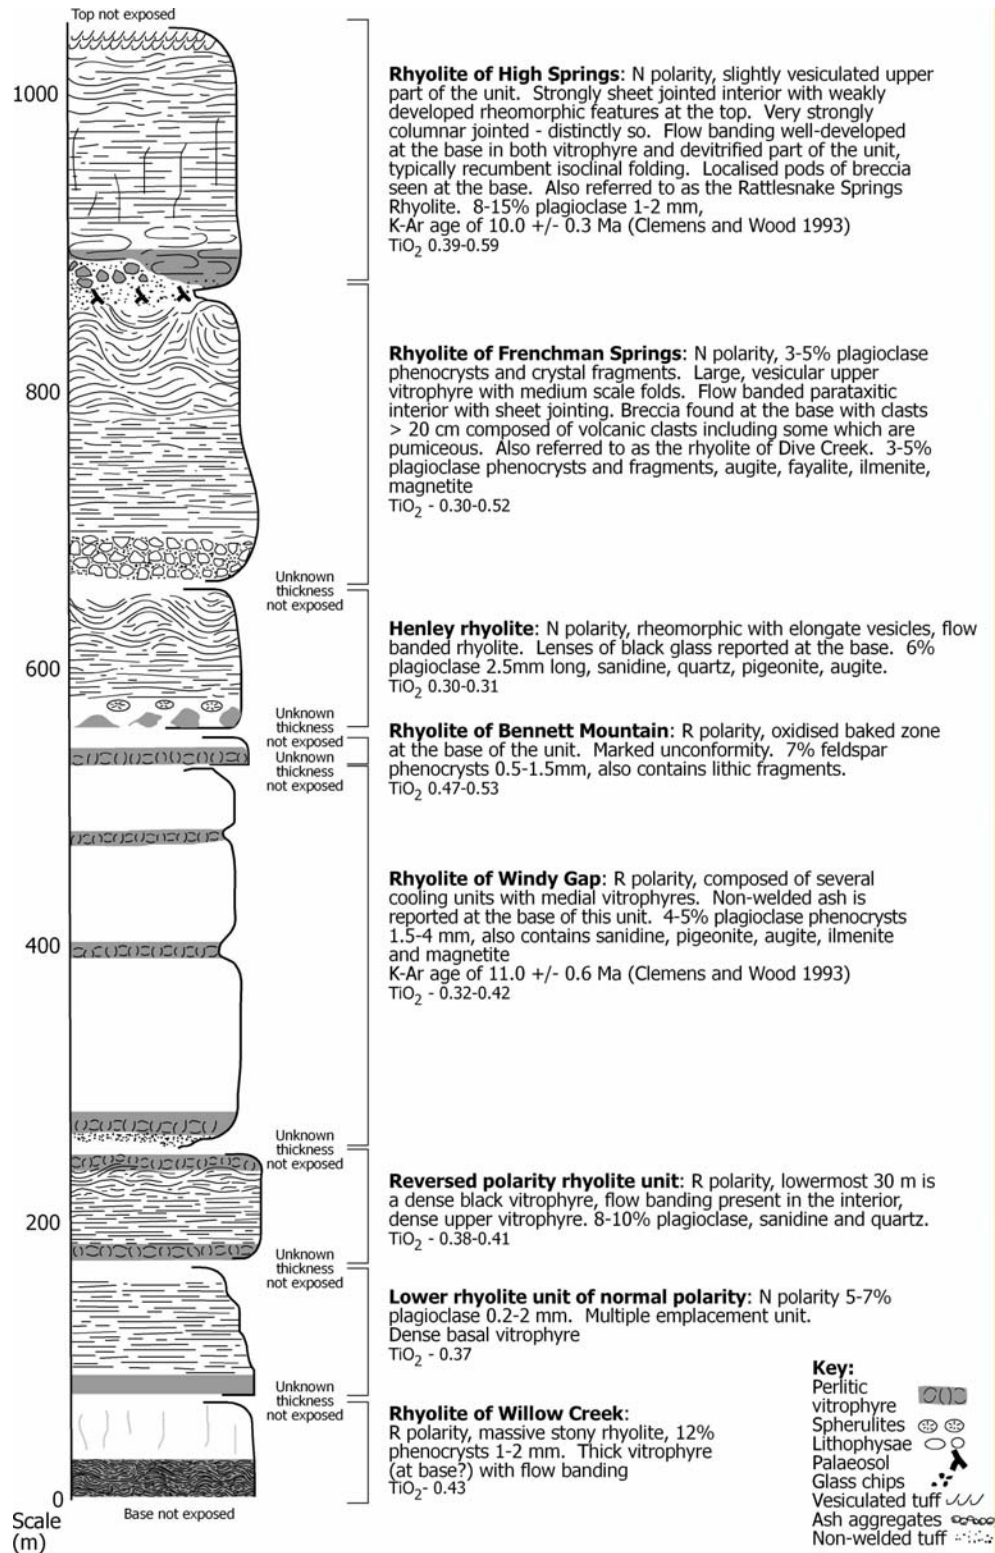 Top not exposed
1000
Rhyolite of High Springs: N polarity, slightly vesiculated upper
part of the unit. Strongly sheet jointed interior with weakly
developed rheomorphic features at the top. Very strongly
columnar jointed - distinctly so. Flow banding well-developed
at the base in both vitrophyre and devitrified part of the unit,
typically recumbent isoclinal folding. Localised pods of breccia
seen at the base. Also referred to as the Rattlesnake Springs
Rhyolite. 8-15% plagioclase 1-2 mm,
K-Ar age of 10.0 +/- 0.3 Ma (Clemens and Wood 1993)
TiO2 0.39-0.59
800
Rhyolite of Frenchman Springs: N polarity, 3-5% plagioclase
phenocrysts and crystal fragments. Large, vesicular upper
vitrophyre with medium scale folds. Flow banded parataxitic
interior with sheet jointing. Breccia found at the base with clasts
> 20 cm composed of volcanic clasts including some which are
pumiceous. Also referred to as the rhyolite of Dive Creek. 3-5%
plagioclase phenocrysts and fragments, augite, fayalite, ilmenite,
magnetite
TiO2 - 0.30-0.52
Unknown
thickness
not exposed
600
Henley rhyolite: N polarity, rheomorphic with elongate vesicles, flow
banded rhyolite. Lenses of black glass reported at the base. 6%
plagioclase 2.5mm long, sanidine, quartz, pigeonite, augite.
TiO2 0.30-0.31
Unknown
thickness
not exposed
Rhyolite of Bennett Mountain: R polarity, oxidised baked zone
at the base of the unit. Marked unconformity. 7% feldspar
phenocrysts 0.5-1.5mm, also contains lithic fragments.
TiO2 0.47-0.53
Unknown
thickness
not exposed
400
Rhyolite of Windy Gap: R polarity, composed of several
cooling units with medial vitrophyres. Non-welded ash is
reported at the base of this unit. 4-5% plagioclase phenocrysts
1.5-4 mm, also contains sanidine, pigeonite, augite, ilmenite
and magnetite
K-Ar age of 11.0 +/- 0.6 Ma (Clemens and Wood 1993)
TiO2 - 0.32-0.42
Unknown
thickness
not exposed
200
Reversed polarity rhyolite unit: R polarity, lowermost 30 m is
a dense black vitrophyre, flow banding present in the interior,
dense upper vitrophyre. 8-10% plagioclase, sanidine and quartz.
TiO2 - 0.38-0.41
Unknown
thickness
not exposed
Lower rhyolite unit of normal polarity: N polarity 5-7%
plagioclase 0.2-2 mm. Multiple emplacement unit.
Dense basal vitrophyre
TiO2 - 0.37
Unknown
thickness
not exposed
Rhyolite of Willow Creek:
R polarity, massive stony rhyolite, 12%
phenocrysts 1-2 mm. Thick vitrophyre
(at base?) with flow banding
TiO2- 0.43
0
Scale
(m)
Base not exposed
Key:
Perlitic
vitrophyre
Spherulites
Lithophysae
Palaeosol
Glass chips
Vesiculated tuff
Ash aggregates
Non-welded tuff